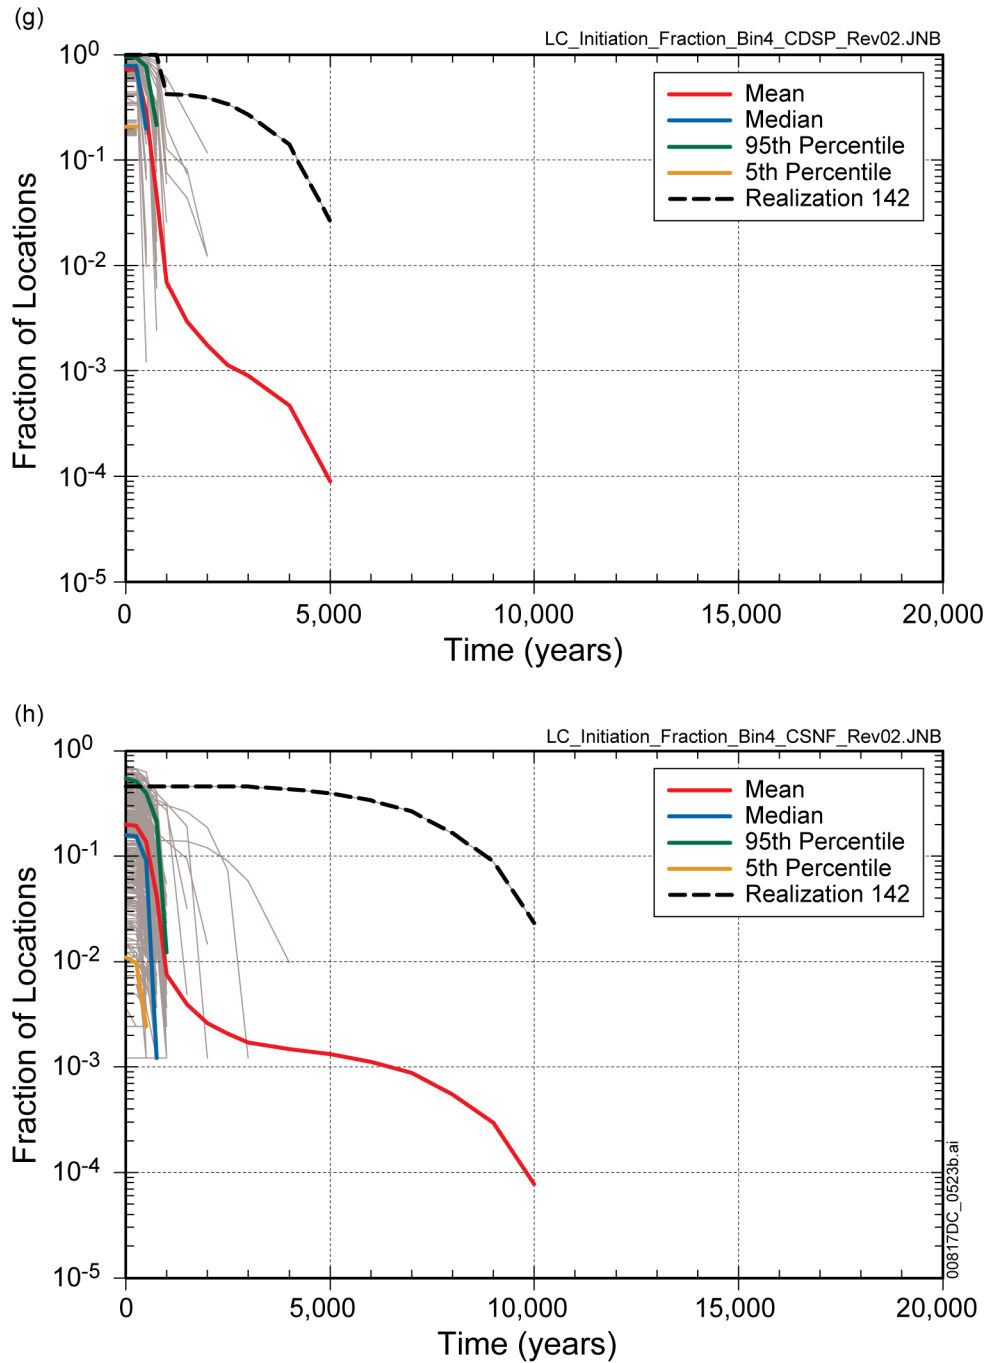 (g)
LC_Initiation_Fraction_Bin4_CDSP_Rev02.JNB
10^0
10^-1
10^-2
10^-3
10^-4
10^-5
Fraction of Locations
Mean
Median
95th Percentile
5th Percentile
Realization 142
0 5,000 10,000 15,000 20,000
Time (years)
(h)
LC_Initiation_Fraction_Bin4_CSNF_Rev02.JNB
10^0
10^-1
10^-2
10^-3
10^-4
10^-5
Fraction of Locations
Mean
Median
95th Percentile
5th Percentile
Realization 142
00817DC_0523b.ai
0 5,000 10,000 15,000 20,000
Time (years)